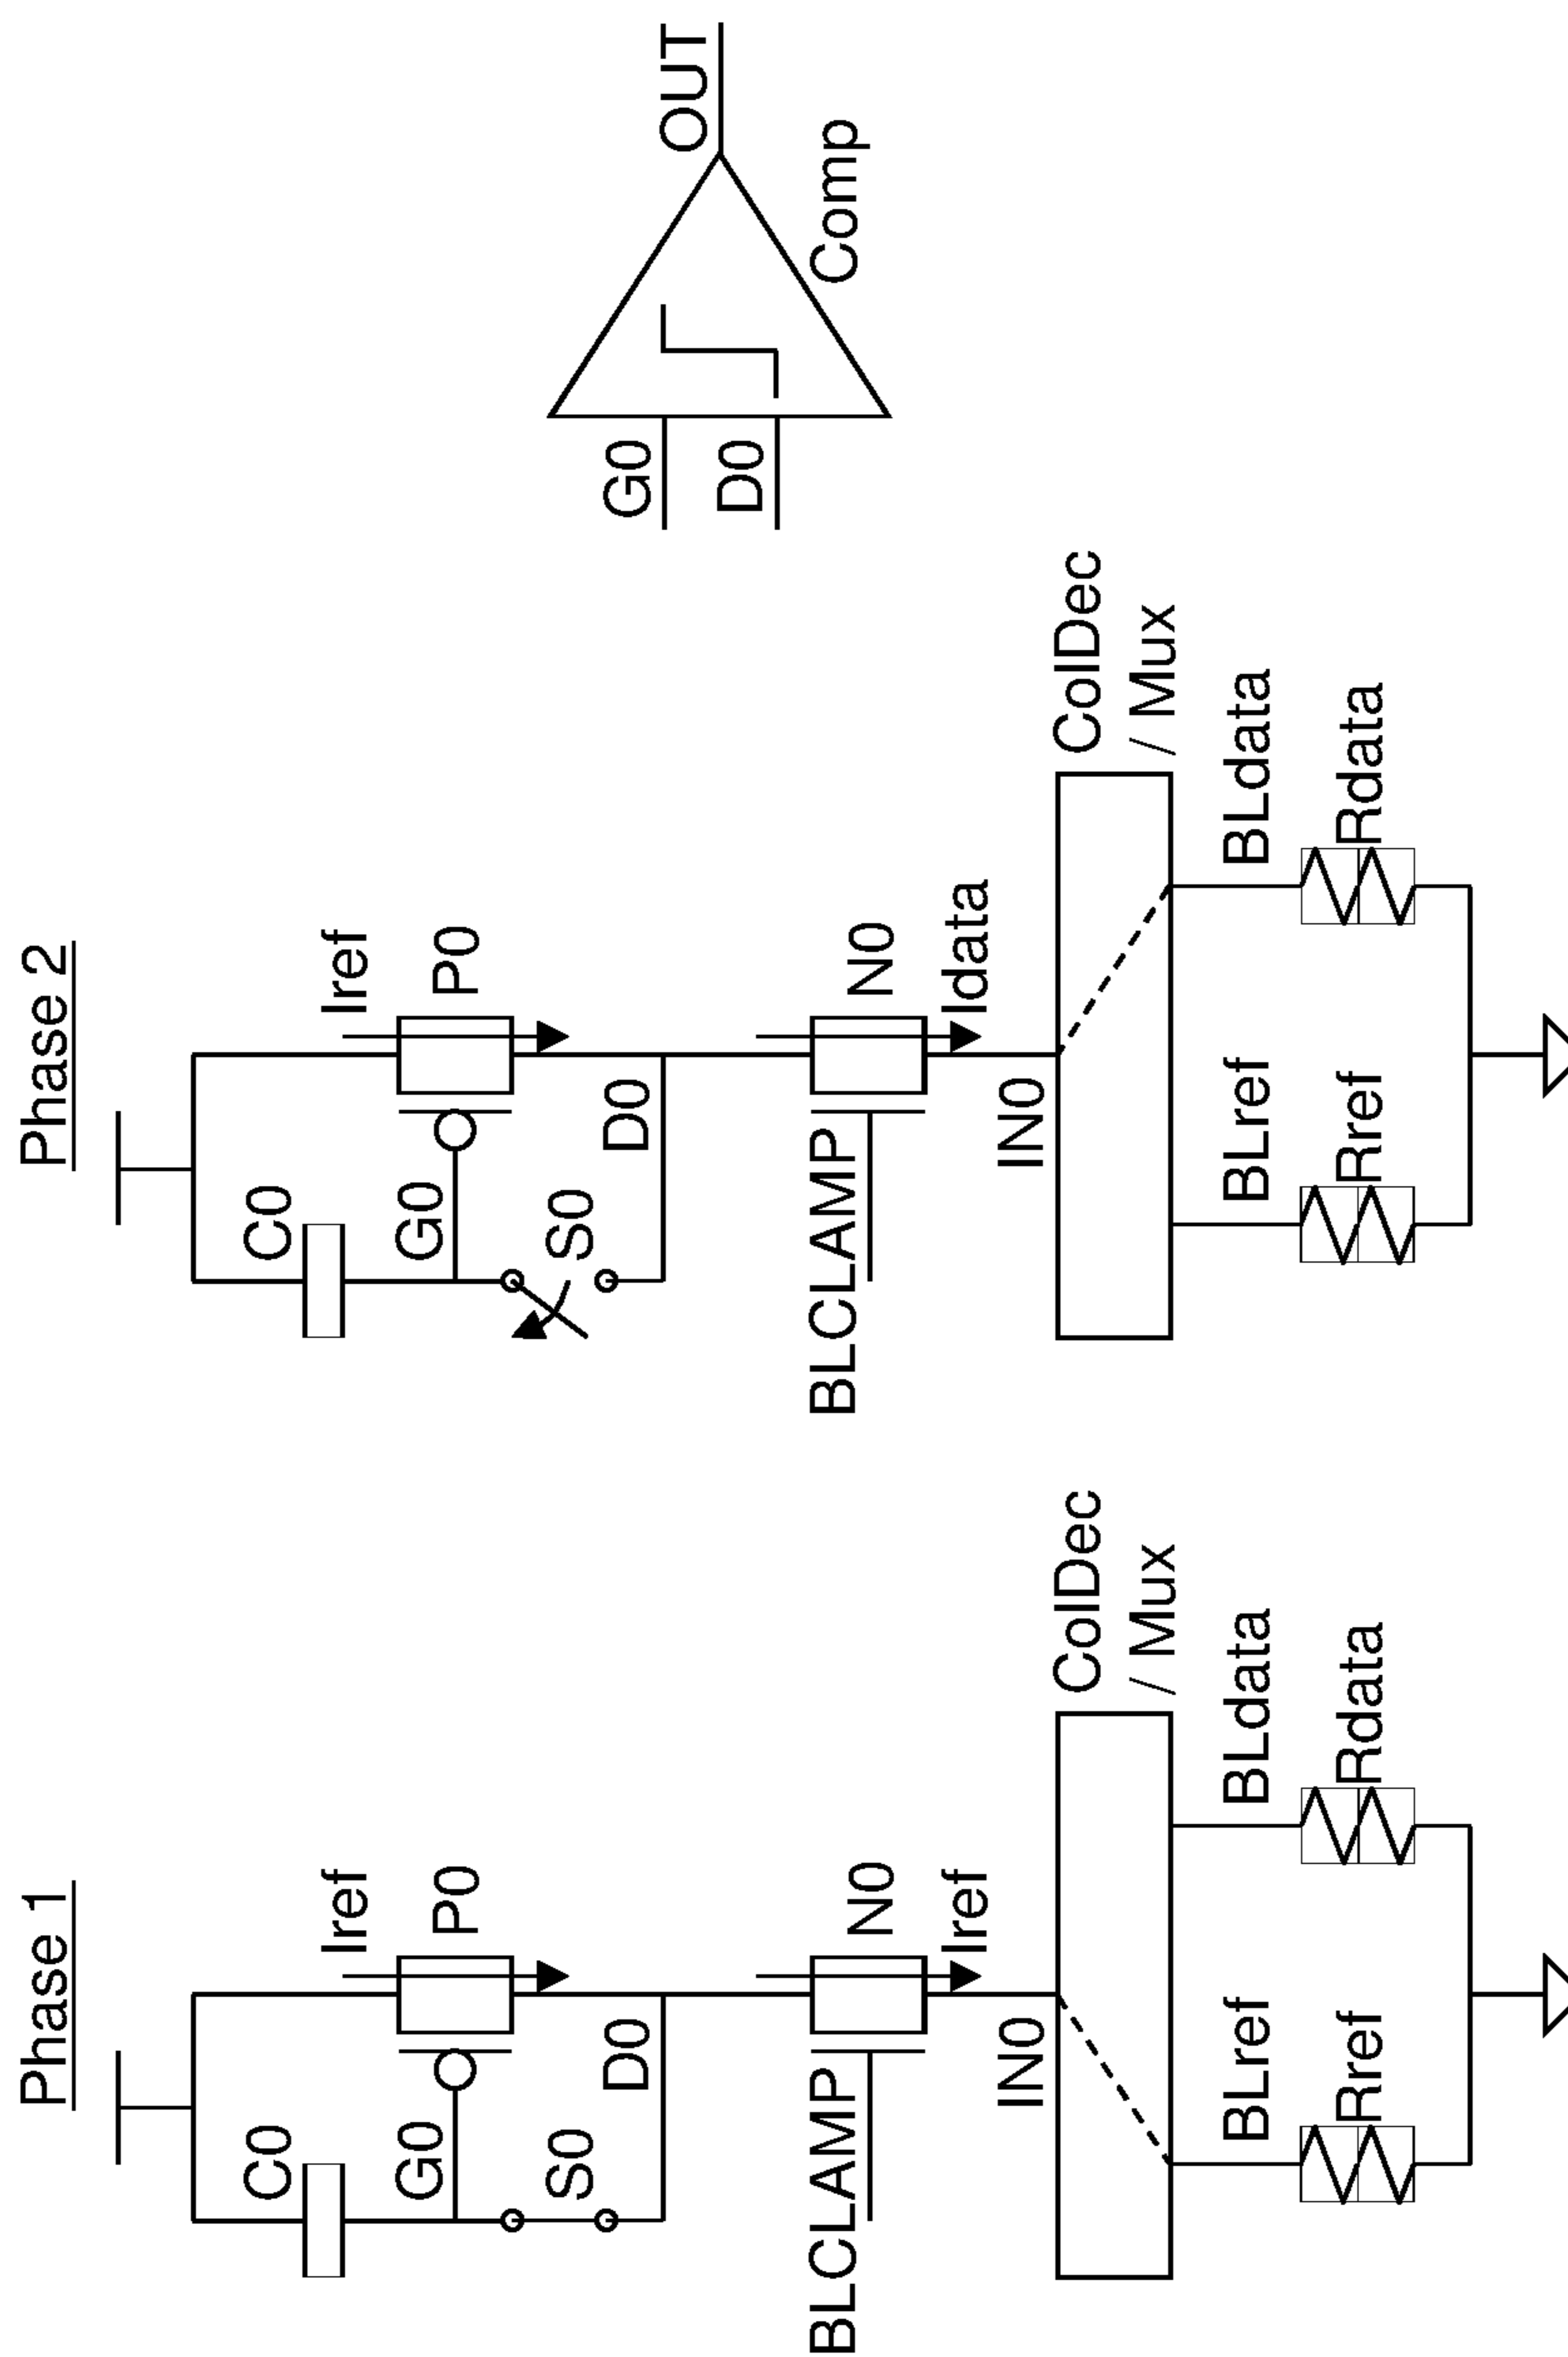 Phase 1
C0
Iref
G0
P0
S0
D0
BLCLAMP
N0
Iref
IN0
ColDec
/ Mux
BLref
BLdata
Rref
Rdata
Phase 2
C0
Iref
G0
P0
S0
D0
BLCLAMP
N0
Idata
IN0
ColDec
/ Mux
BLref
BLdata
Rref
Rdata
G0
D0
OUT
Comp